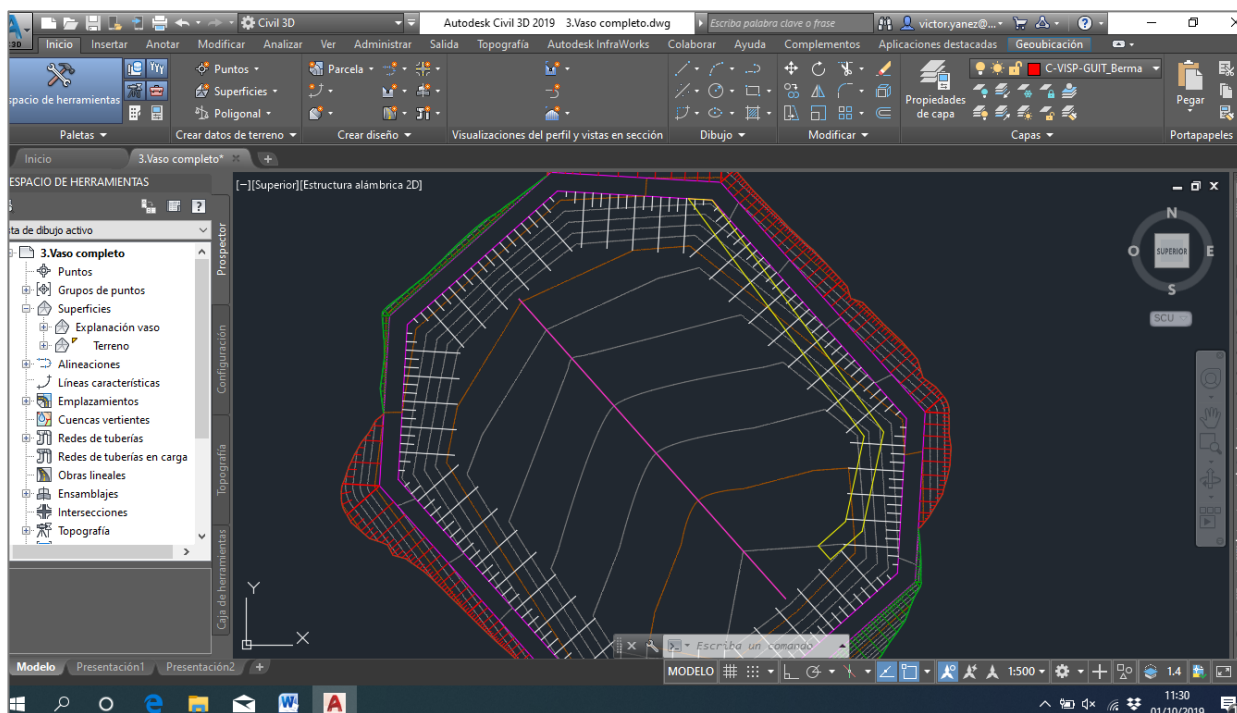 Civil 3D
Autodesk Civil 3D 2019 3.Vaso completo.dwg
Escriba palabra clave o frase
victor.yanez@...
Inicio Insertar Anotar Modificar Analizar Ver Administrar Salida Topografía Autodesk InfraWorks Colaborar Ayuda Complementos Aplicaciones destacadas Geoubicación
spacio de herramientas
Puntos
Superficies
Poligonal
Parcela
Propiedades de capa
C-VISP-GUIT_Berma
Pegar
Paletas
Crear datos de terreno
Crear diseño
Visualizaciones del perfil y vistas en sección
Dibujo
Modificar
Capas
Portapapeles
Inicio
3.Vaso completo*
ESPACIO DE HERRAMIENTAS
[−][Superior][Estructura alámbrica 2D]
sta de dibujo activo
3.Vaso completo
Puntos
Grupos de puntos
Superficies
Explanación vaso
Terreno
Alineaciones
Líneas características
Emplazamientos
Cuencas vertientes
Redes de tuberías
Redes de tuberías en carga
Obras lineales
Ensamblajes
Intersecciones
Topografía
Prospector
Configuración
Topografía
Caja de herramientas
N
O
SUPERIOR
E
S
SCU
Y
X
Escriba un comando
Modelo Presentación1 Presentación2
MODELO
1:500
1.4
11:30
01/10/2019